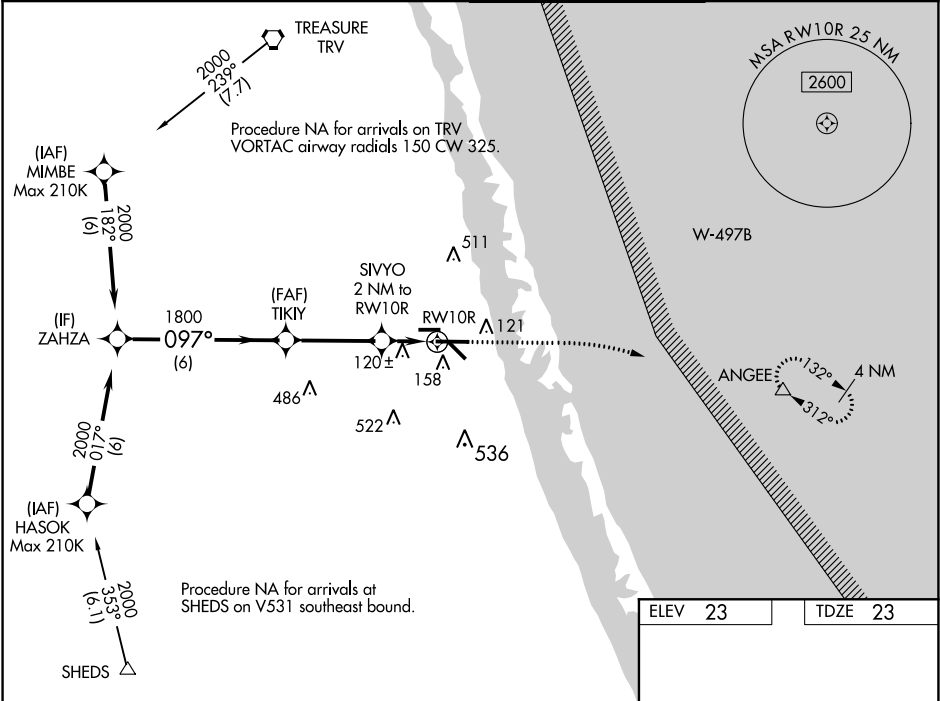 TREASURE
TRV
2000
239°
(7.7)
MSA RW10R 25 NM
2600
Procedure NA for arrivals on TRV
VORTAC airway radials 150 CW 325.
(IAF)
MIMBE
Max 210K
2000
182°
(6)
W-497B
511
SIVYO
2 NM to
RW10R
(FAF)
TIKIY
(IF)
ZAHZA
1800
097°
(6)
RW10R
121
120±
158
ANGEE
132°
4 NM
312°
486
522
536
2000
017°
(6)
(IAF)
HASOK
Max 210K
2000
353°
(6.1)
Procedure NA for arrivals at
SHEDS on V531 southeast bound.
SHEDS
ELEV 23
TDZE 23